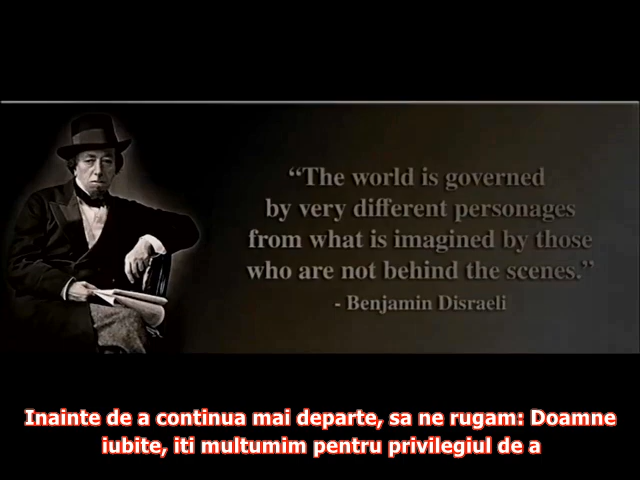 “The world is governed
by very different personages
from what is imagined by those
who are not behind the scenes.”
- Benjamin Disraeli
Inainte de a continua mai departe, sa ne rugam: Doamne
iubite, iti multumim pentru privilegiul de a